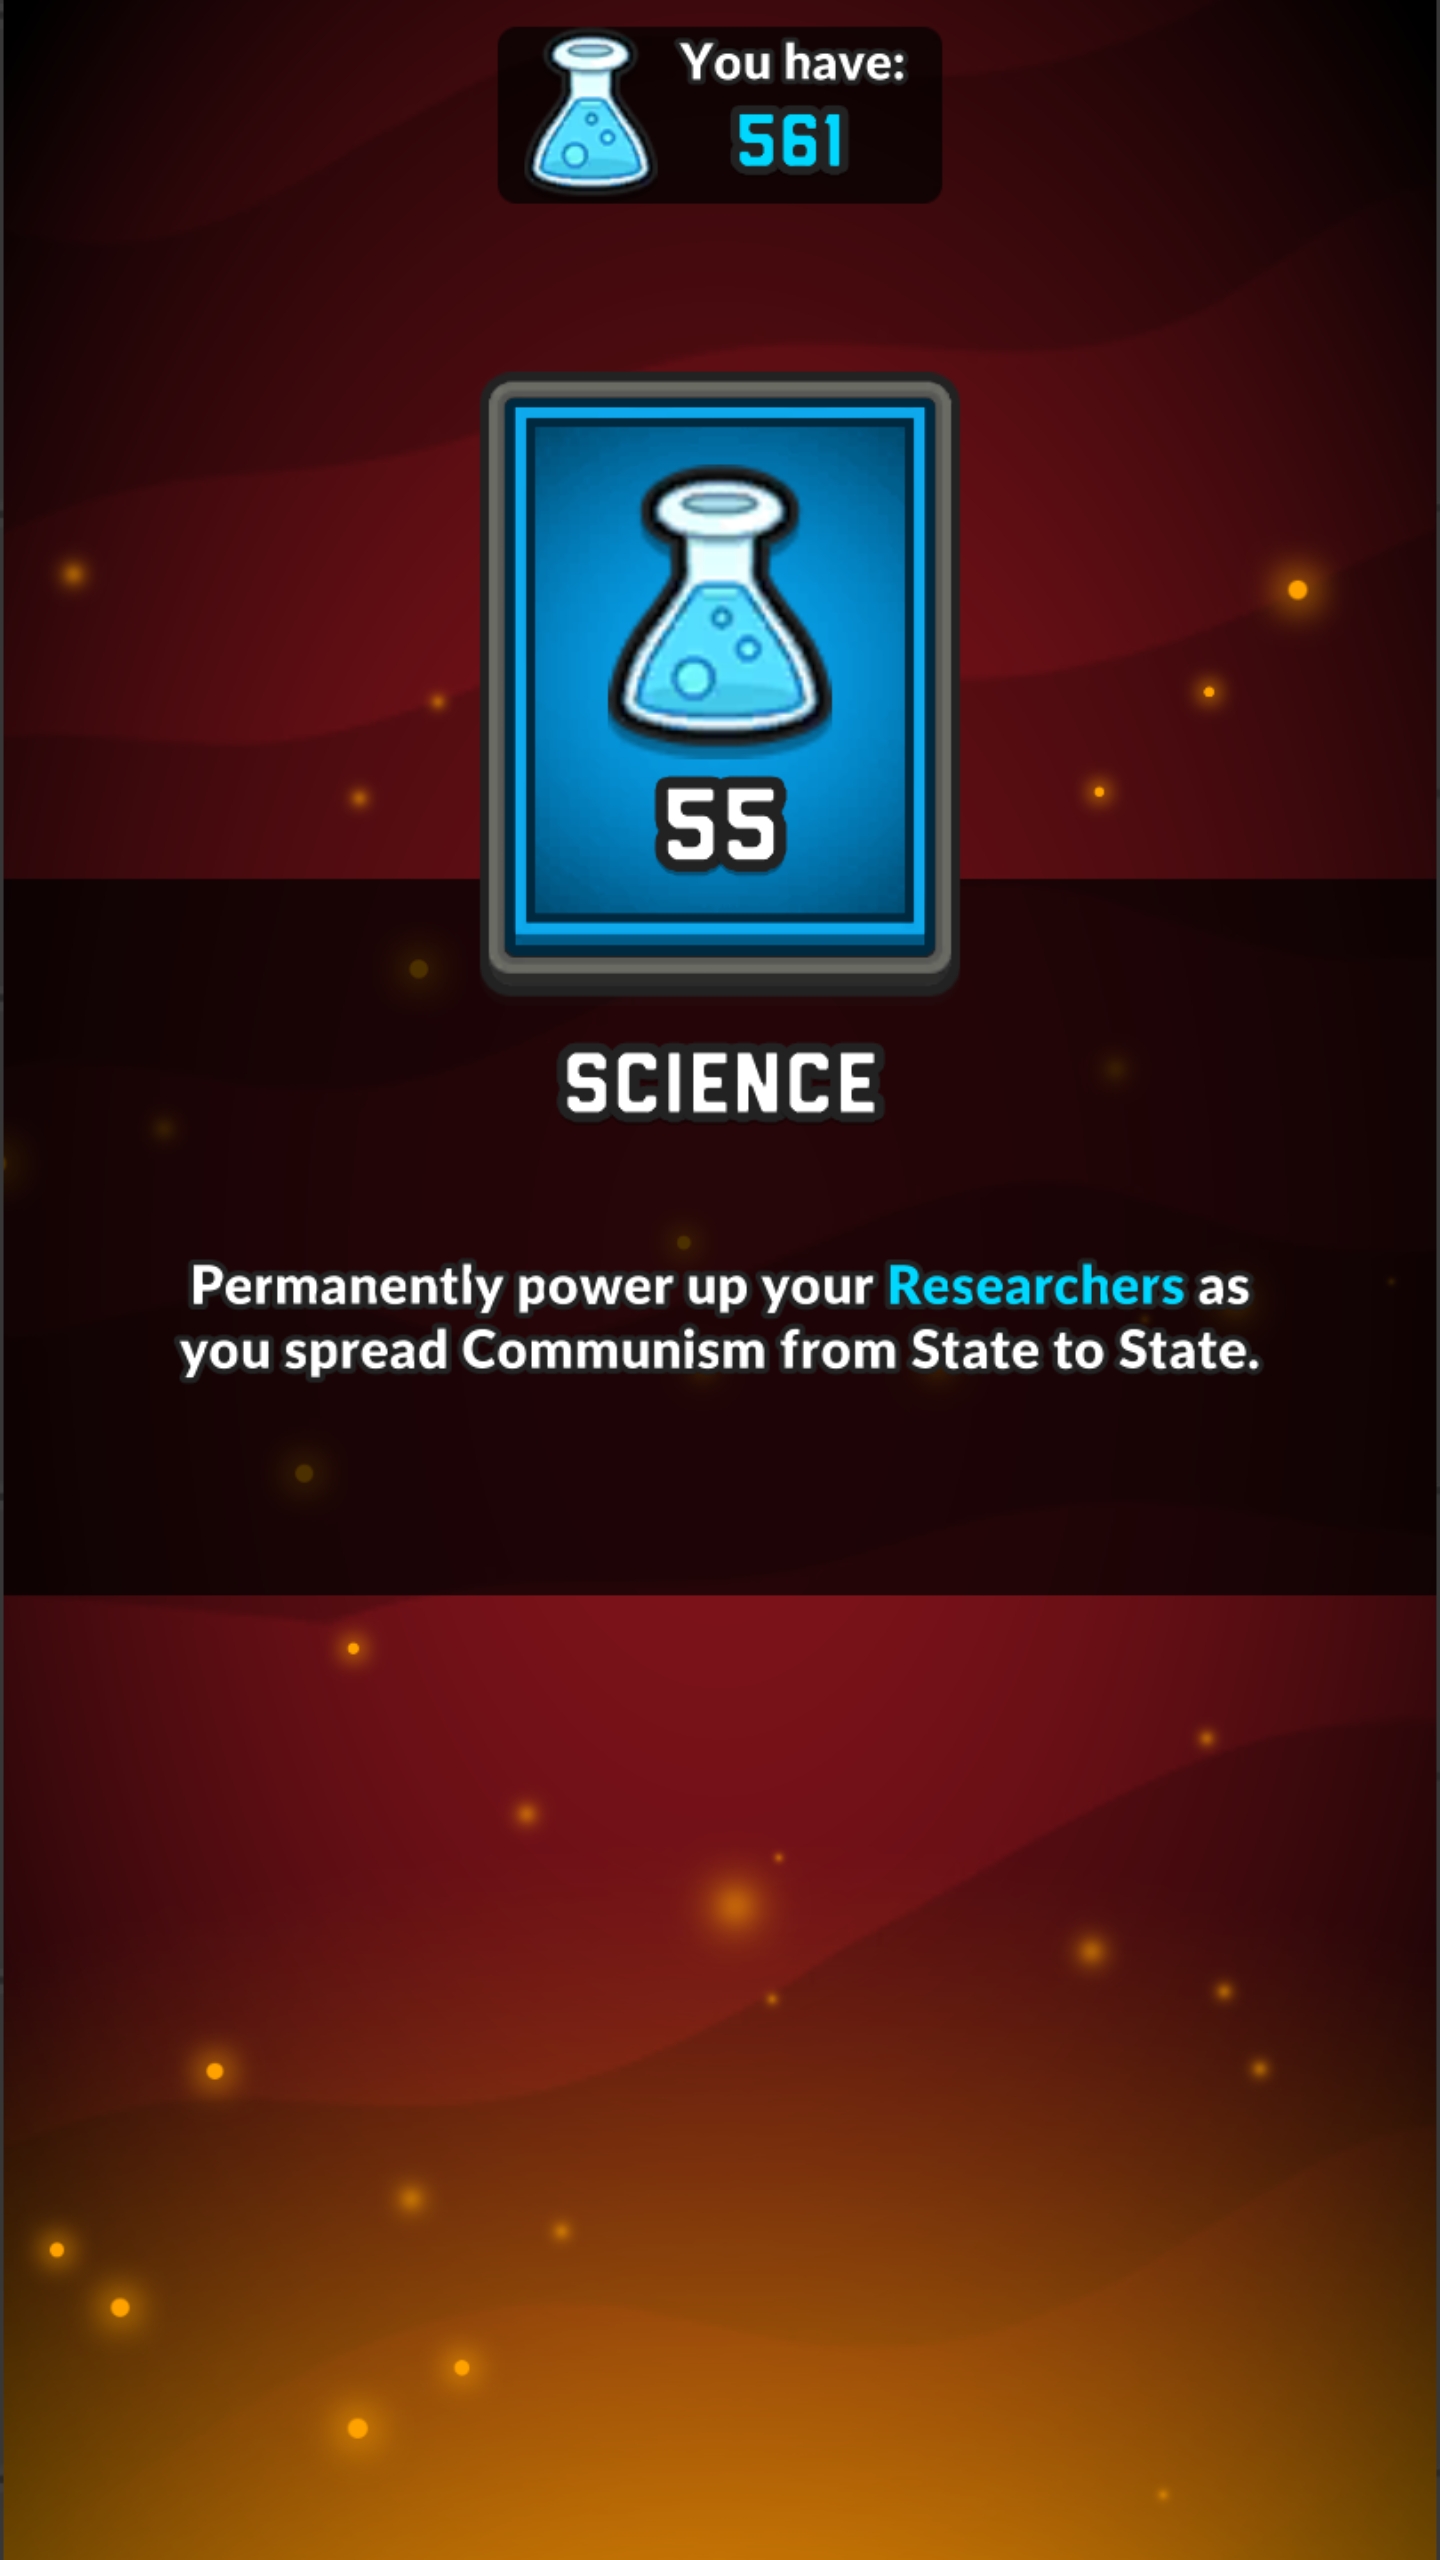 You have:
561
55
SCIENCE
Permanently power up your Researchers as
you spread Communism from State to State.